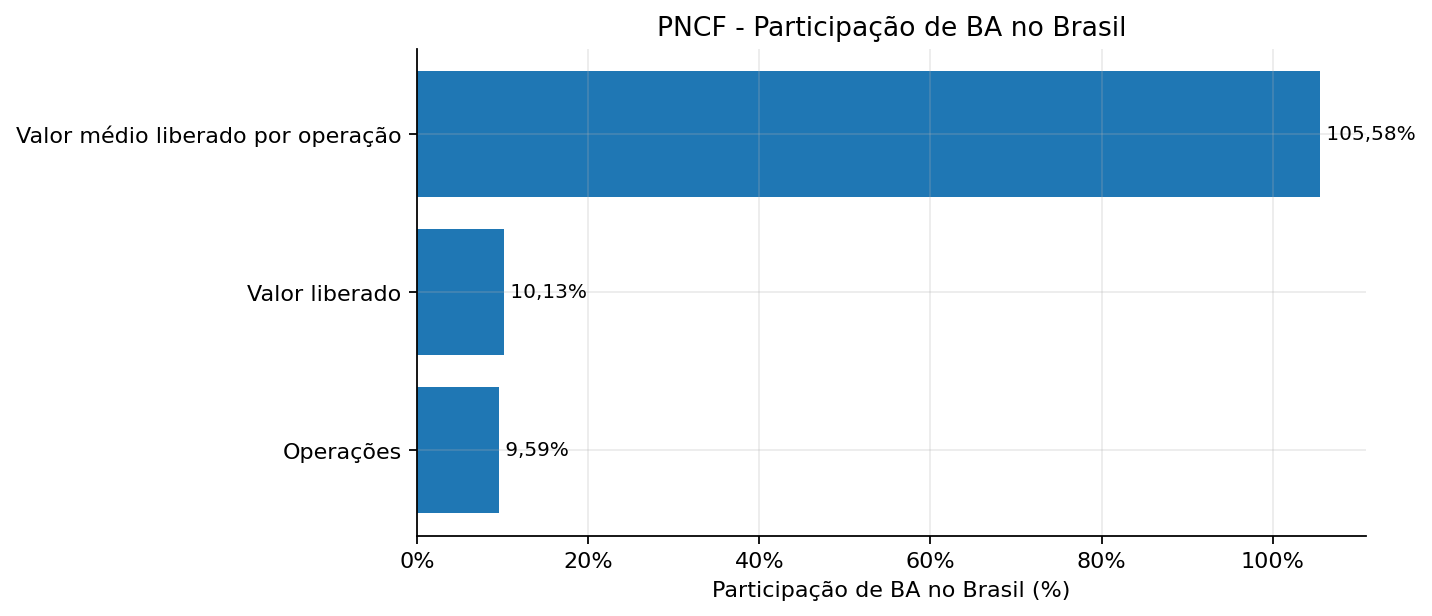 PNCF - Participação de BA no Brasil
Valor médio liberado por operação
105,58%
Valor liberado
10,13%
Operações
9,59%
0%
20%
40%
60%
80%
100%
Participação de BA no Brasil (%)